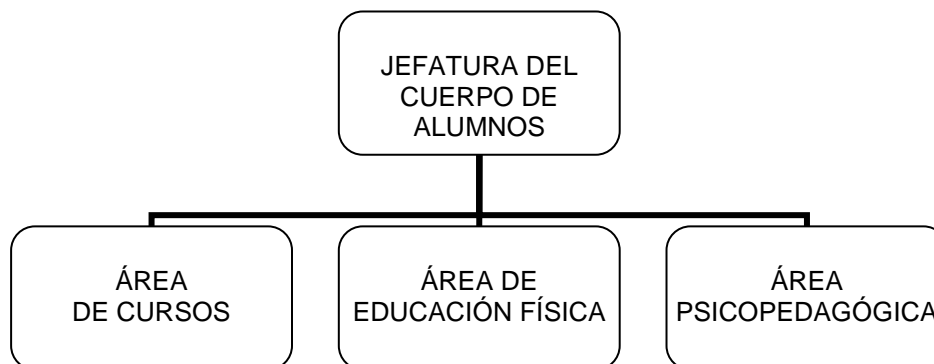 JEFATURA DEL
CUERPO DE
ALUMNOS
ÁREA
DE CURSOS
ÁREA DE
EDUCACIÓN FÍSICA
ÁREA
PSICOPEDAGÓGICA